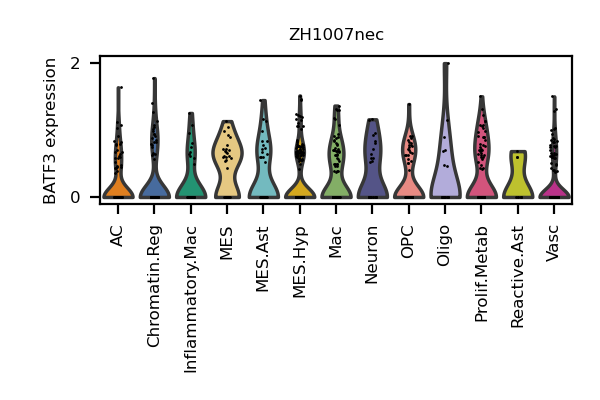 ZH1007nec
BATF3 expression
2
0
AC
Chromatin.Reg
Inflammatory.Mac
MES
MES.Ast
MES.Hyp
Mac
Neuron
OPC
Oligo
Prolif.Metab
Reactive.Ast
Vasc